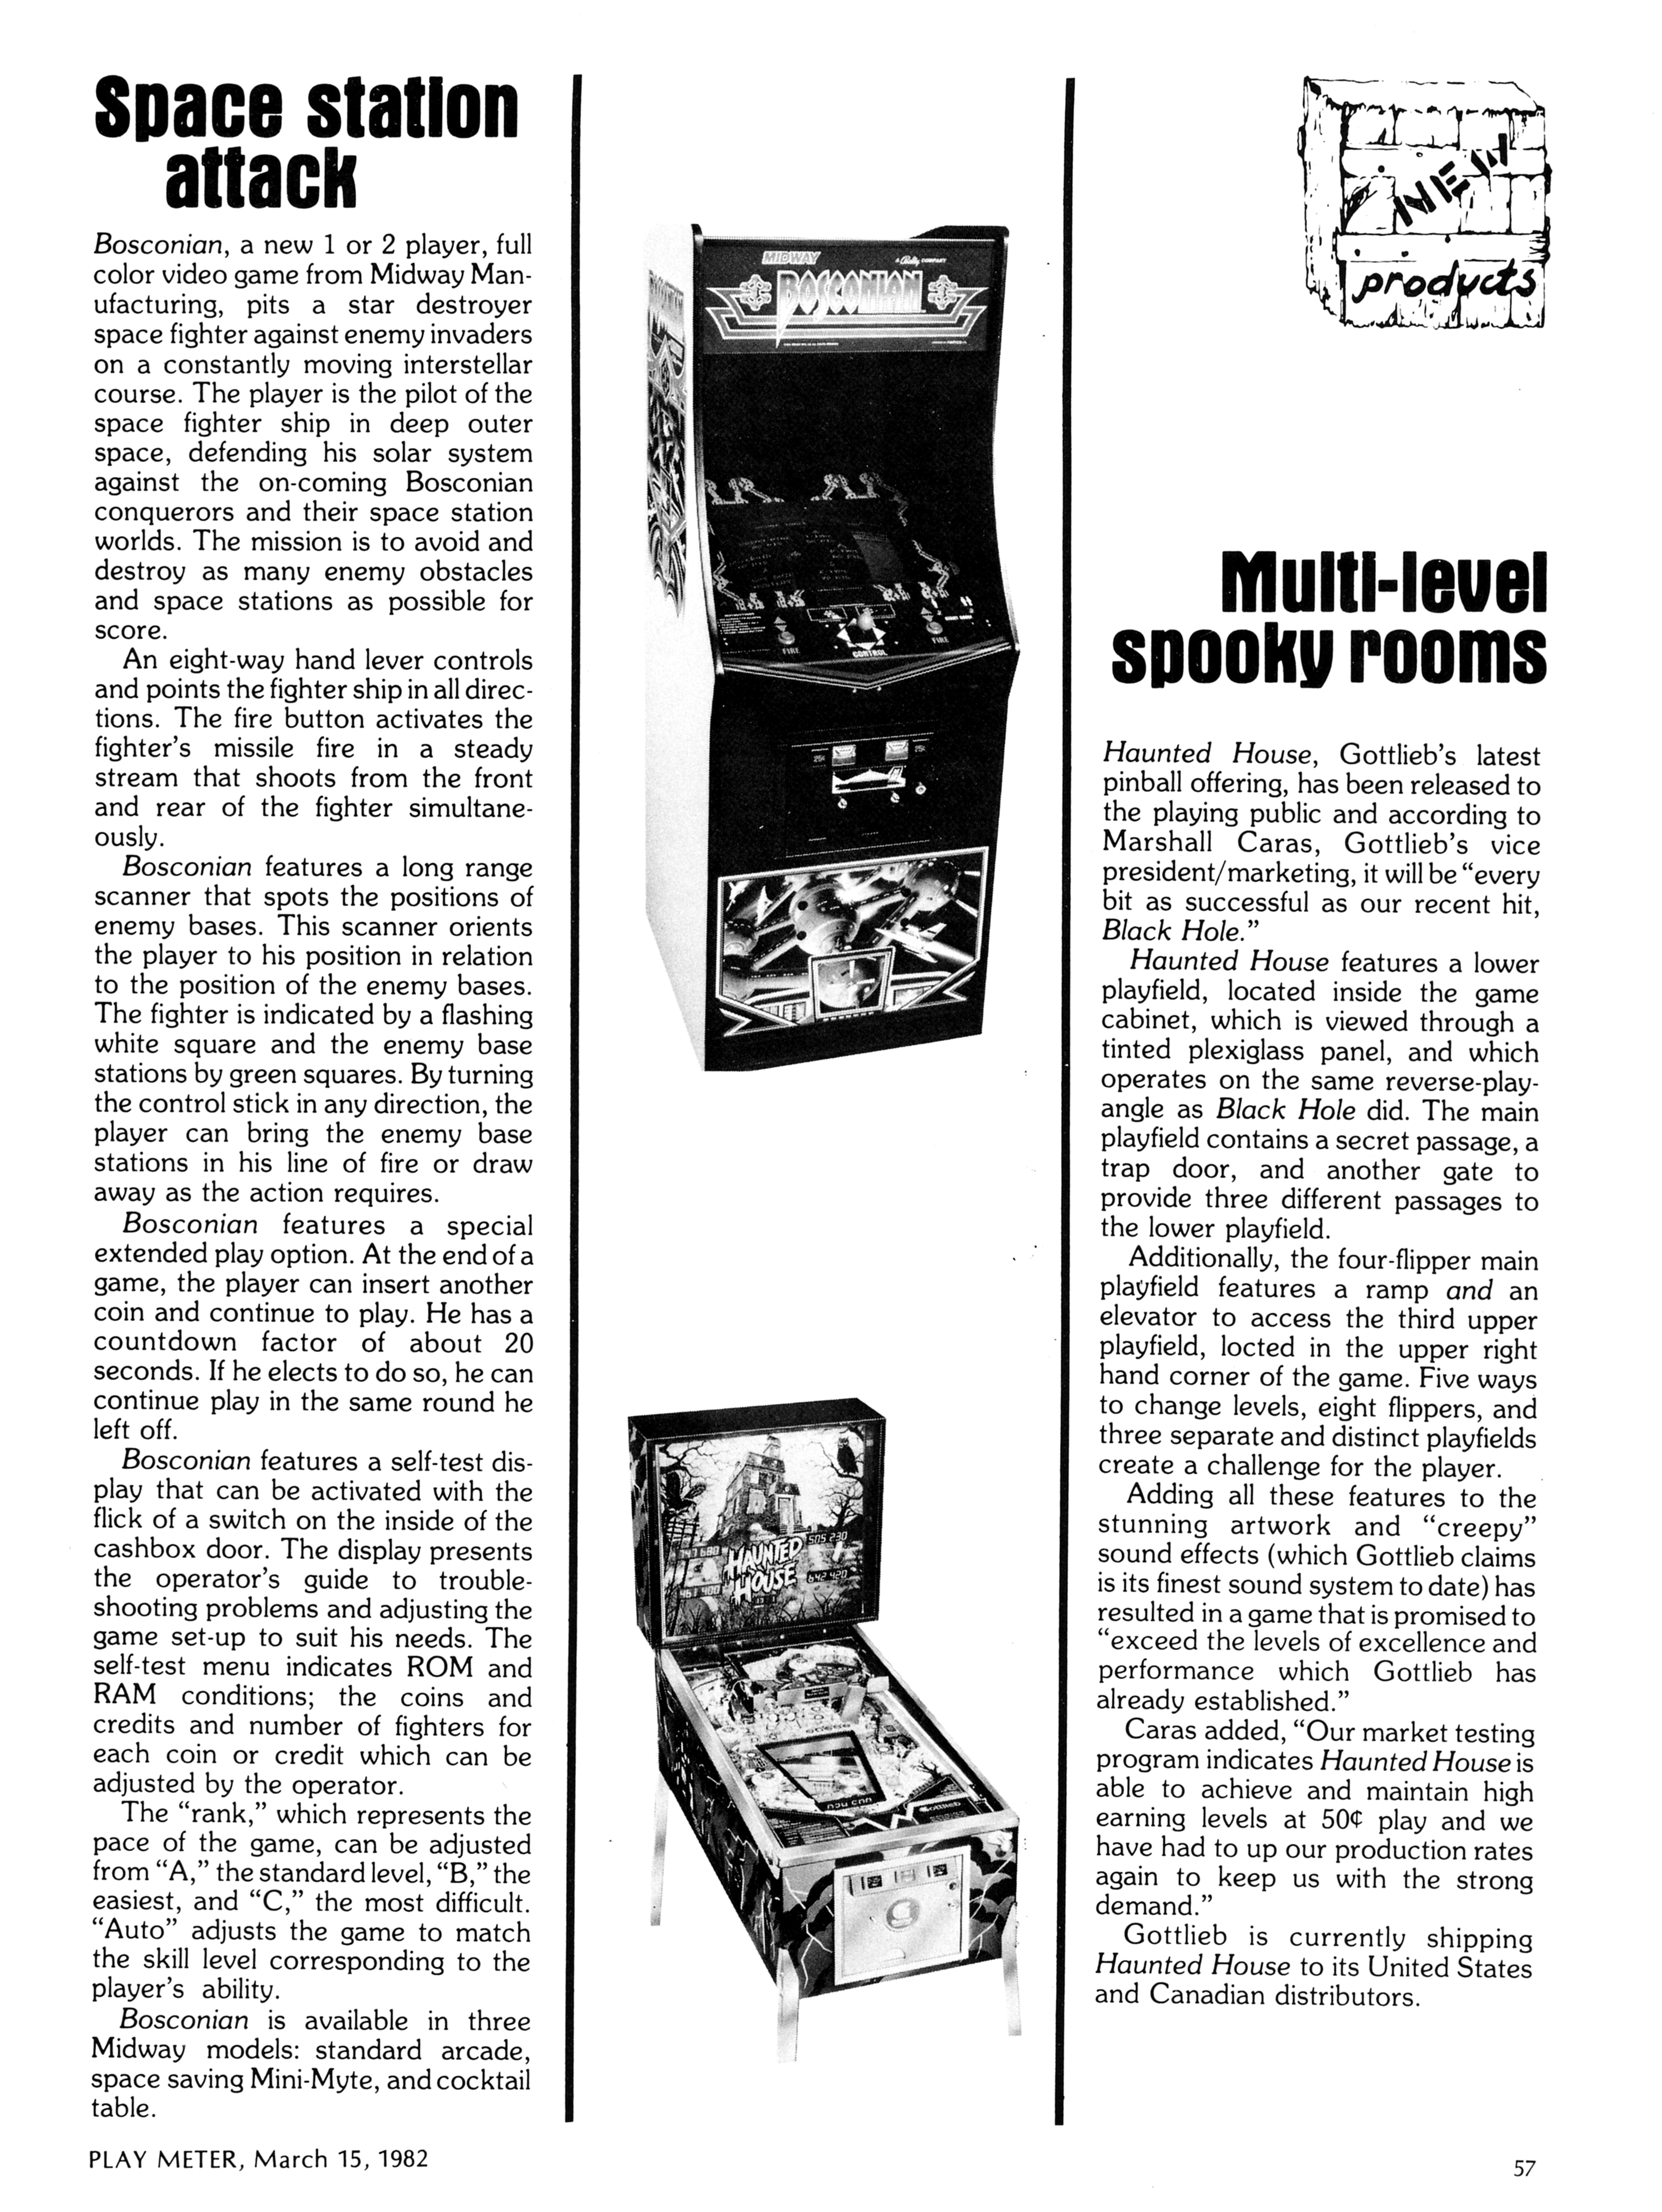 Space station
attack
Bosconian, a new 1 or 2 player, full
color video game from Midway Man-
ufacturing, pits a star destroyer
space fighter against enemy invaders
on a constantly moving interstellar
course. The player is the pilot of the
space fighter ship in deep outer
space, defending his solar system
against the on-coming Bosconian
conquerors and their space station
worlds. The mission is to avoid and
destroy as many enemy obstacles
and space stations as possible for
score.
An eight-way hand lever controls
and points the fighter ship in all direc-
tions. The fire button activates the
fighter's missile fire in a steady
stream that shoots from the front
and rear of the fighter simultane-
ously.
Bosconian features a long range
scanner that spots the positions of
enemy bases. This scanner orients
the player to his position in relation
to the position of the enemy bases.
The fighter is indicated by a flashing
white square and the enemy base
stations by green squares. By turning
the control stick in any direction, the
player can bring the enemy base
stations in his line of fire or draw
away as the action requires.
Bosconian features a special
extended play option. At the end of a
game, the player can insert another
coin and continue to play. He has a
countdown factor of about 20
seconds. If he elects to do so, he can
continue play in the same round he
left off.
Bosconian features a self-test dis-
play that can be activated with the
flick of a switch on the inside of the
cashbox door. The display presents
the operator's guide to trouble-
shooting problems and adjusting the
game set-up to suit his needs. The
self-test menu indicates ROM and
RAM conditions; the coins and
credits and number of fighters for
each coin or credit which can be
adjusted by the operator.
The “rank,” which represents the
pace of the game, can be adjusted
from “A,” the standard level, “B,” the
easiest, and “C,” the most difficult.
“Auto” adjusts the game to match
the skill level corresponding to the
player's ability.
Bosconian is available in three
Midway models: standard arcade,
space saving Mini-Myte, and cocktail
table.
MIDWAY
A Bally COMPANY
BOSCONIAN
BOSCONIAN
FIRE
CONTROL
FIRE
25¢
25¢
505 230
HAUNTED
HOUSE
642 420
Gottlieb
NEW
products
Multi-level
spooky rooms
Haunted House, Gottlieb's latest
pinball offering, has been released to
the playing public and according to
Marshall Caras, Gottlieb's vice
president/marketing, it will be “every
bit as successful as our recent hit,
Black Hole.”
Haunted House features a lower
playfield, located inside the game
cabinet, which is viewed through a
tinted plexiglass panel, and which
operates on the same reverse-play-
angle as Black Hole did. The main
playfield contains a secret passage, a
trap door, and another gate to
provide three different passages to
the lower playfield.
Additionally, the four-flipper main
playfield features a ramp and an
elevator to access the third upper
playfield, locted in the upper right
hand corner of the game. Five ways
to change levels, eight flippers, and
three separate and distinct playfields
create a challenge for the player.
Adding all these features to the
stunning artwork and “creepy”
sound effects (which Gottlieb claims
is its finest sound system to date) has
resulted in a game that is promised to
“exceed the levels of excellence and
performance which Gottlieb has
already established.”
Caras added, “Our market testing
program indicates Haunted House is
able to achieve and maintain high
earning levels at 50¢ play and we
have had to up our production rates
again to keep us with the strong
demand.”
Gottlieb is currently shipping
Haunted House to its United States
and Canadian distributors.
PLAY METER, March 15, 1982
57